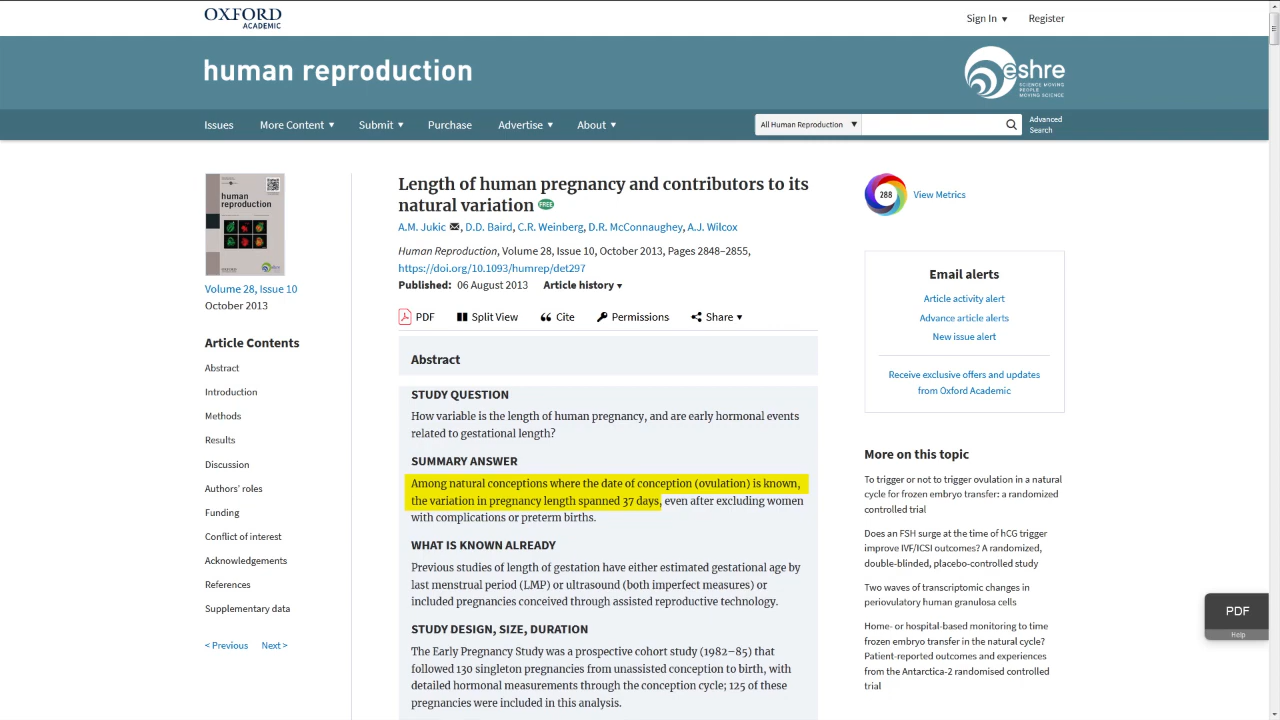 OXFORD
ACADEMIC
Sign In ▼ Register
human reproduction
eshre
SCIENCE MOVING
PEOPLE
MOVING SCIENCE
Issues More Content ▼ Submit ▼ Purchase Advertise ▼ About ▼
All Human Reproduction ▼
Advanced
Search
human
reproduction
Volume 28, Issue 10
October 2013
Article Contents
Abstract
Introduction
Methods
Results
Discussion
Authors' roles
Funding
Conflict of interest
Acknowledgements
References
Supplementary data
< Previous Next >
Length of human pregnancy and contributors to its
natural variation FREE
A.M. Jukic ✉, D.D. Baird, C.R. Weinberg, D.R. McConnaughey, A.J. Wilcox
Human Reproduction, Volume 28, Issue 10, October 2013, Pages 2848–2855,
https://doi.org/10.1093/humrep/det297
Published: 06 August 2013 Article history ▾
PDF Split View Cite Permissions Share ▼
Abstract
STUDY QUESTION
How variable is the length of human pregnancy, and are early hormonal events
related to gestational length?
SUMMARY ANSWER
Among natural conceptions where the date of conception (ovulation) is known,
the variation in pregnancy length spanned 37 days, even after excluding women
with complications or preterm births.
WHAT IS KNOWN ALREADY
Previous studies of length of gestation have either estimated gestational age by
last menstrual period (LMP) or ultrasound (both imperfect measures) or
included pregnancies conceived through assisted reproductive technology.
STUDY DESIGN, SIZE, DURATION
The Early Pregnancy Study was a prospective cohort study (1982–85) that
followed 130 singleton pregnancies from unassisted conception to birth, with
detailed hormonal measurements through the conception cycle; 125 of these
pregnancies were included in this analysis.
288 View Metrics
Email alerts
Article activity alert
Advance article alerts
New issue alert
Receive exclusive offers and updates
from Oxford Academic
More on this topic
To trigger or not to trigger ovulation in a natural
cycle for frozen embryo transfer: a randomized
controlled trial
Does an FSH surge at the time of hCG trigger
improve IVF/ICSI outcomes? A randomized,
double-blinded, placebo-controlled study
Two waves of transcriptomic changes in
periovulatory human granulosa cells
Home- or hospital-based monitoring to time
frozen embryo transfer in the natural cycle?
Patient-reported outcomes and experiences
from the Antarctica-2 randomised controlled
trial
PDF
Help